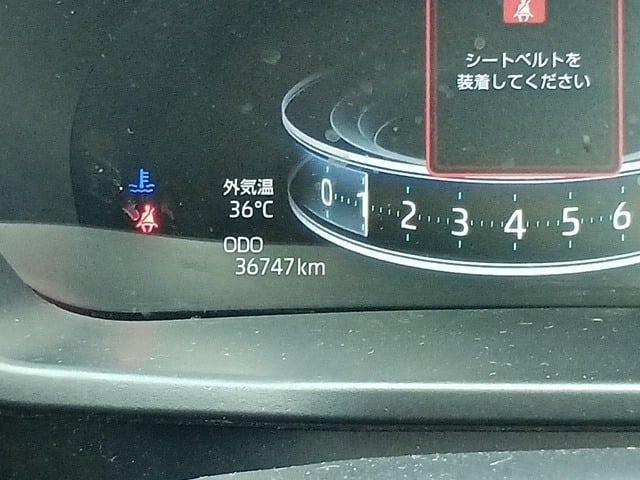 シートベルトを
装着してください
外気温
36℃
0 1 2 3 4 5 6
ODO
36747km